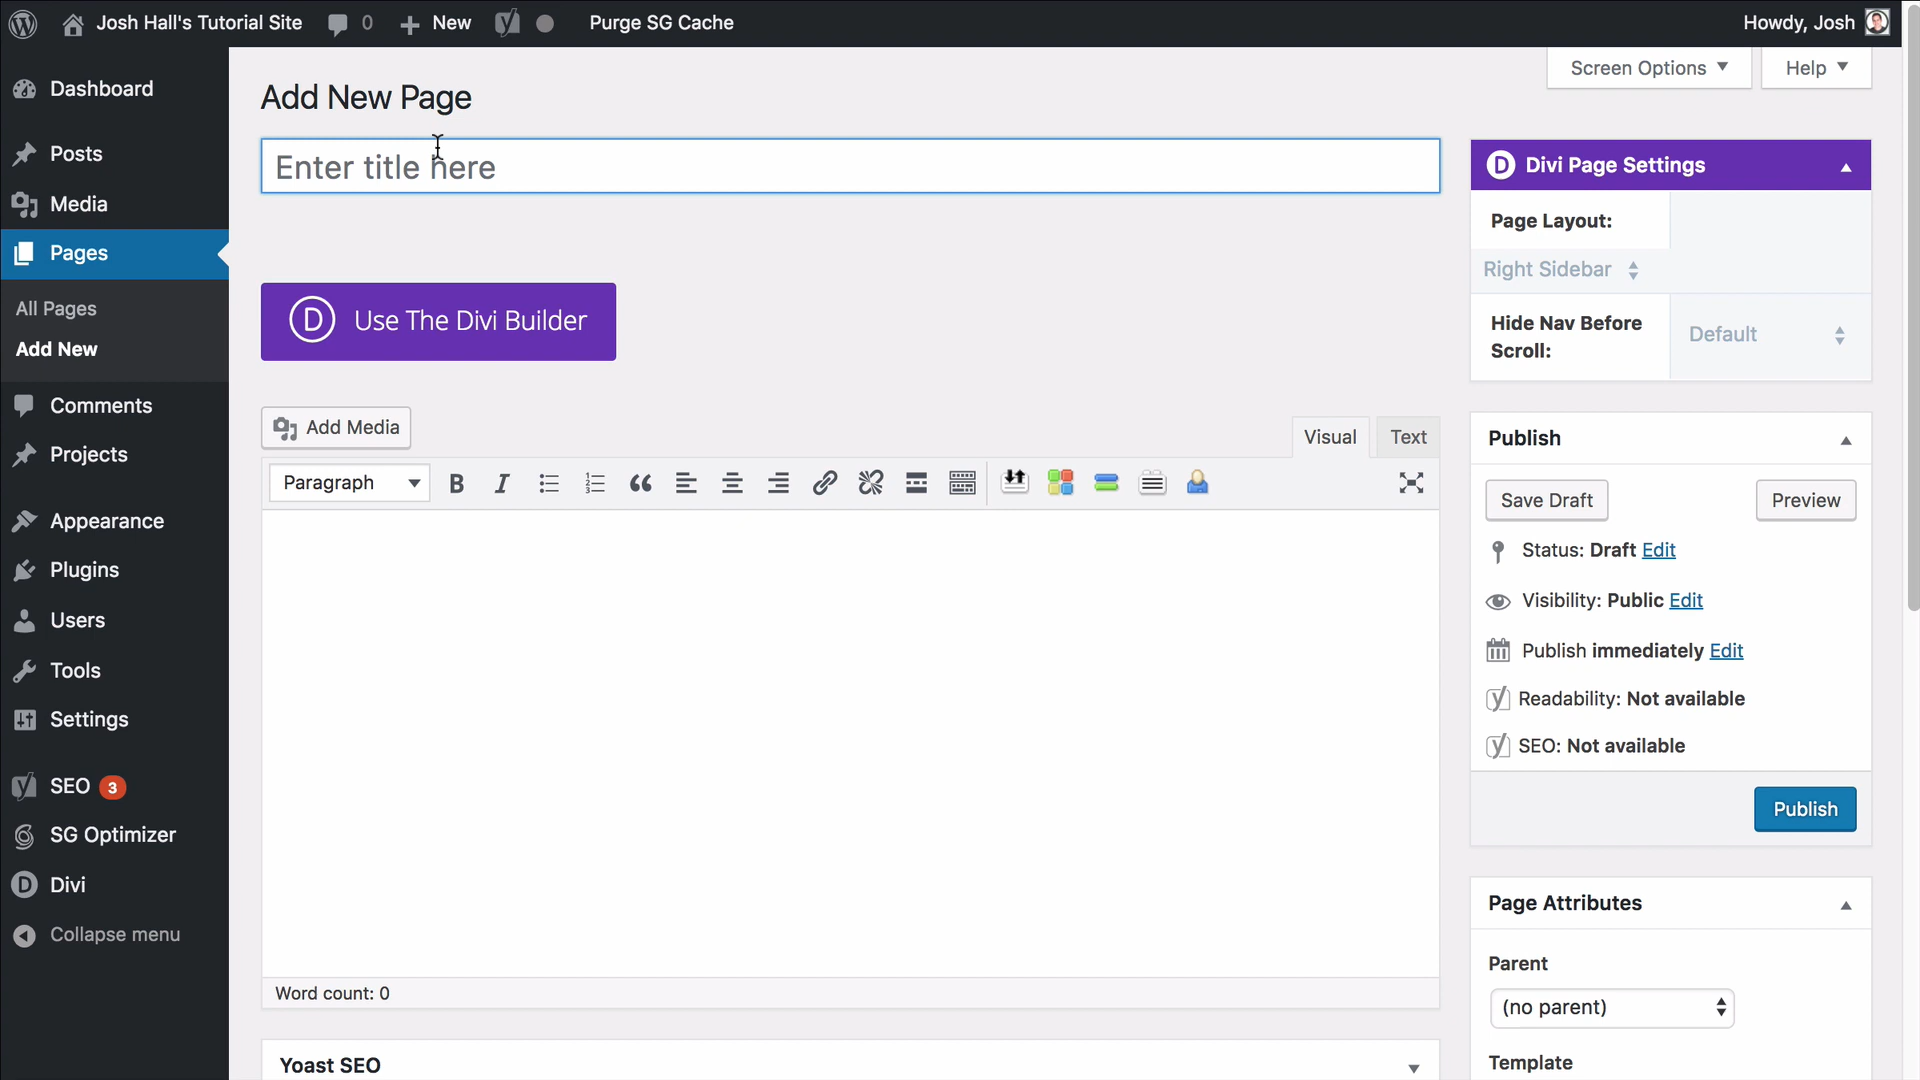 Josh Hall's Tutorial Site
0
New
Purge SG Cache
Howdy, Josh
Screen Options
Help
Dashboard
Posts
Media
Pages
All Pages
Add New
Comments
Projects
Appearance
Plugins
Users
Tools
Settings
SEO 3
SG Optimizer
Divi
Collapse menu
Add New Page
Enter title here
Use The Divi Builder
Add Media
Visual
Text
Paragraph
Word count: 0
Yoast SEO
Divi Page Settings
Page Layout:
Right Sidebar
Hide Nav Before
Scroll:
Default
Publish
Save Draft
Preview
Status: Draft Edit
Visibility: Public Edit
Publish immediately Edit
Readability: Not available
SEO: Not available
Publish
Page Attributes
Parent
(no parent)
Template